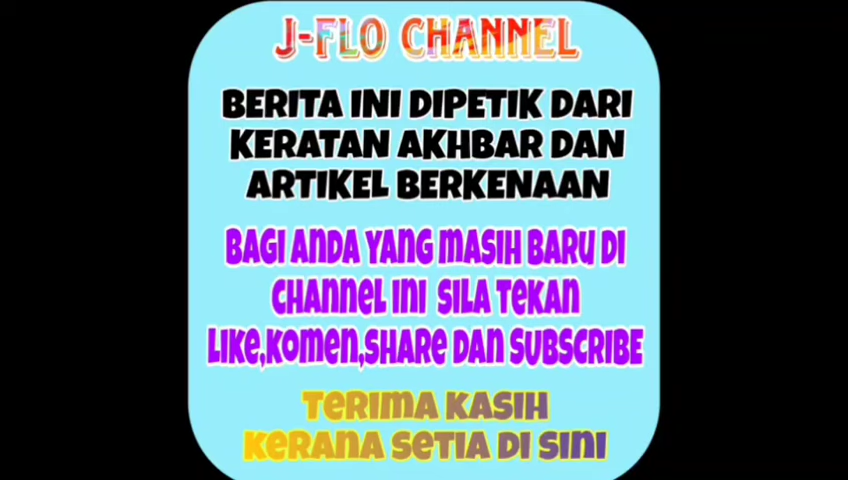 J-FLO CHANNEL
BERITA INI DIPETIK DARI
KERATAN AKHBAR DAN
ARTIKEL BERKENAAN
BAGI ANDA YANG MASIH BARU DI
CHANNEL INI SILA TEKAN
LIKE,KOMEN,SHARE DAN SUBSCRIBE
TERIMA KASIH
KERANA SETIA DI SINI